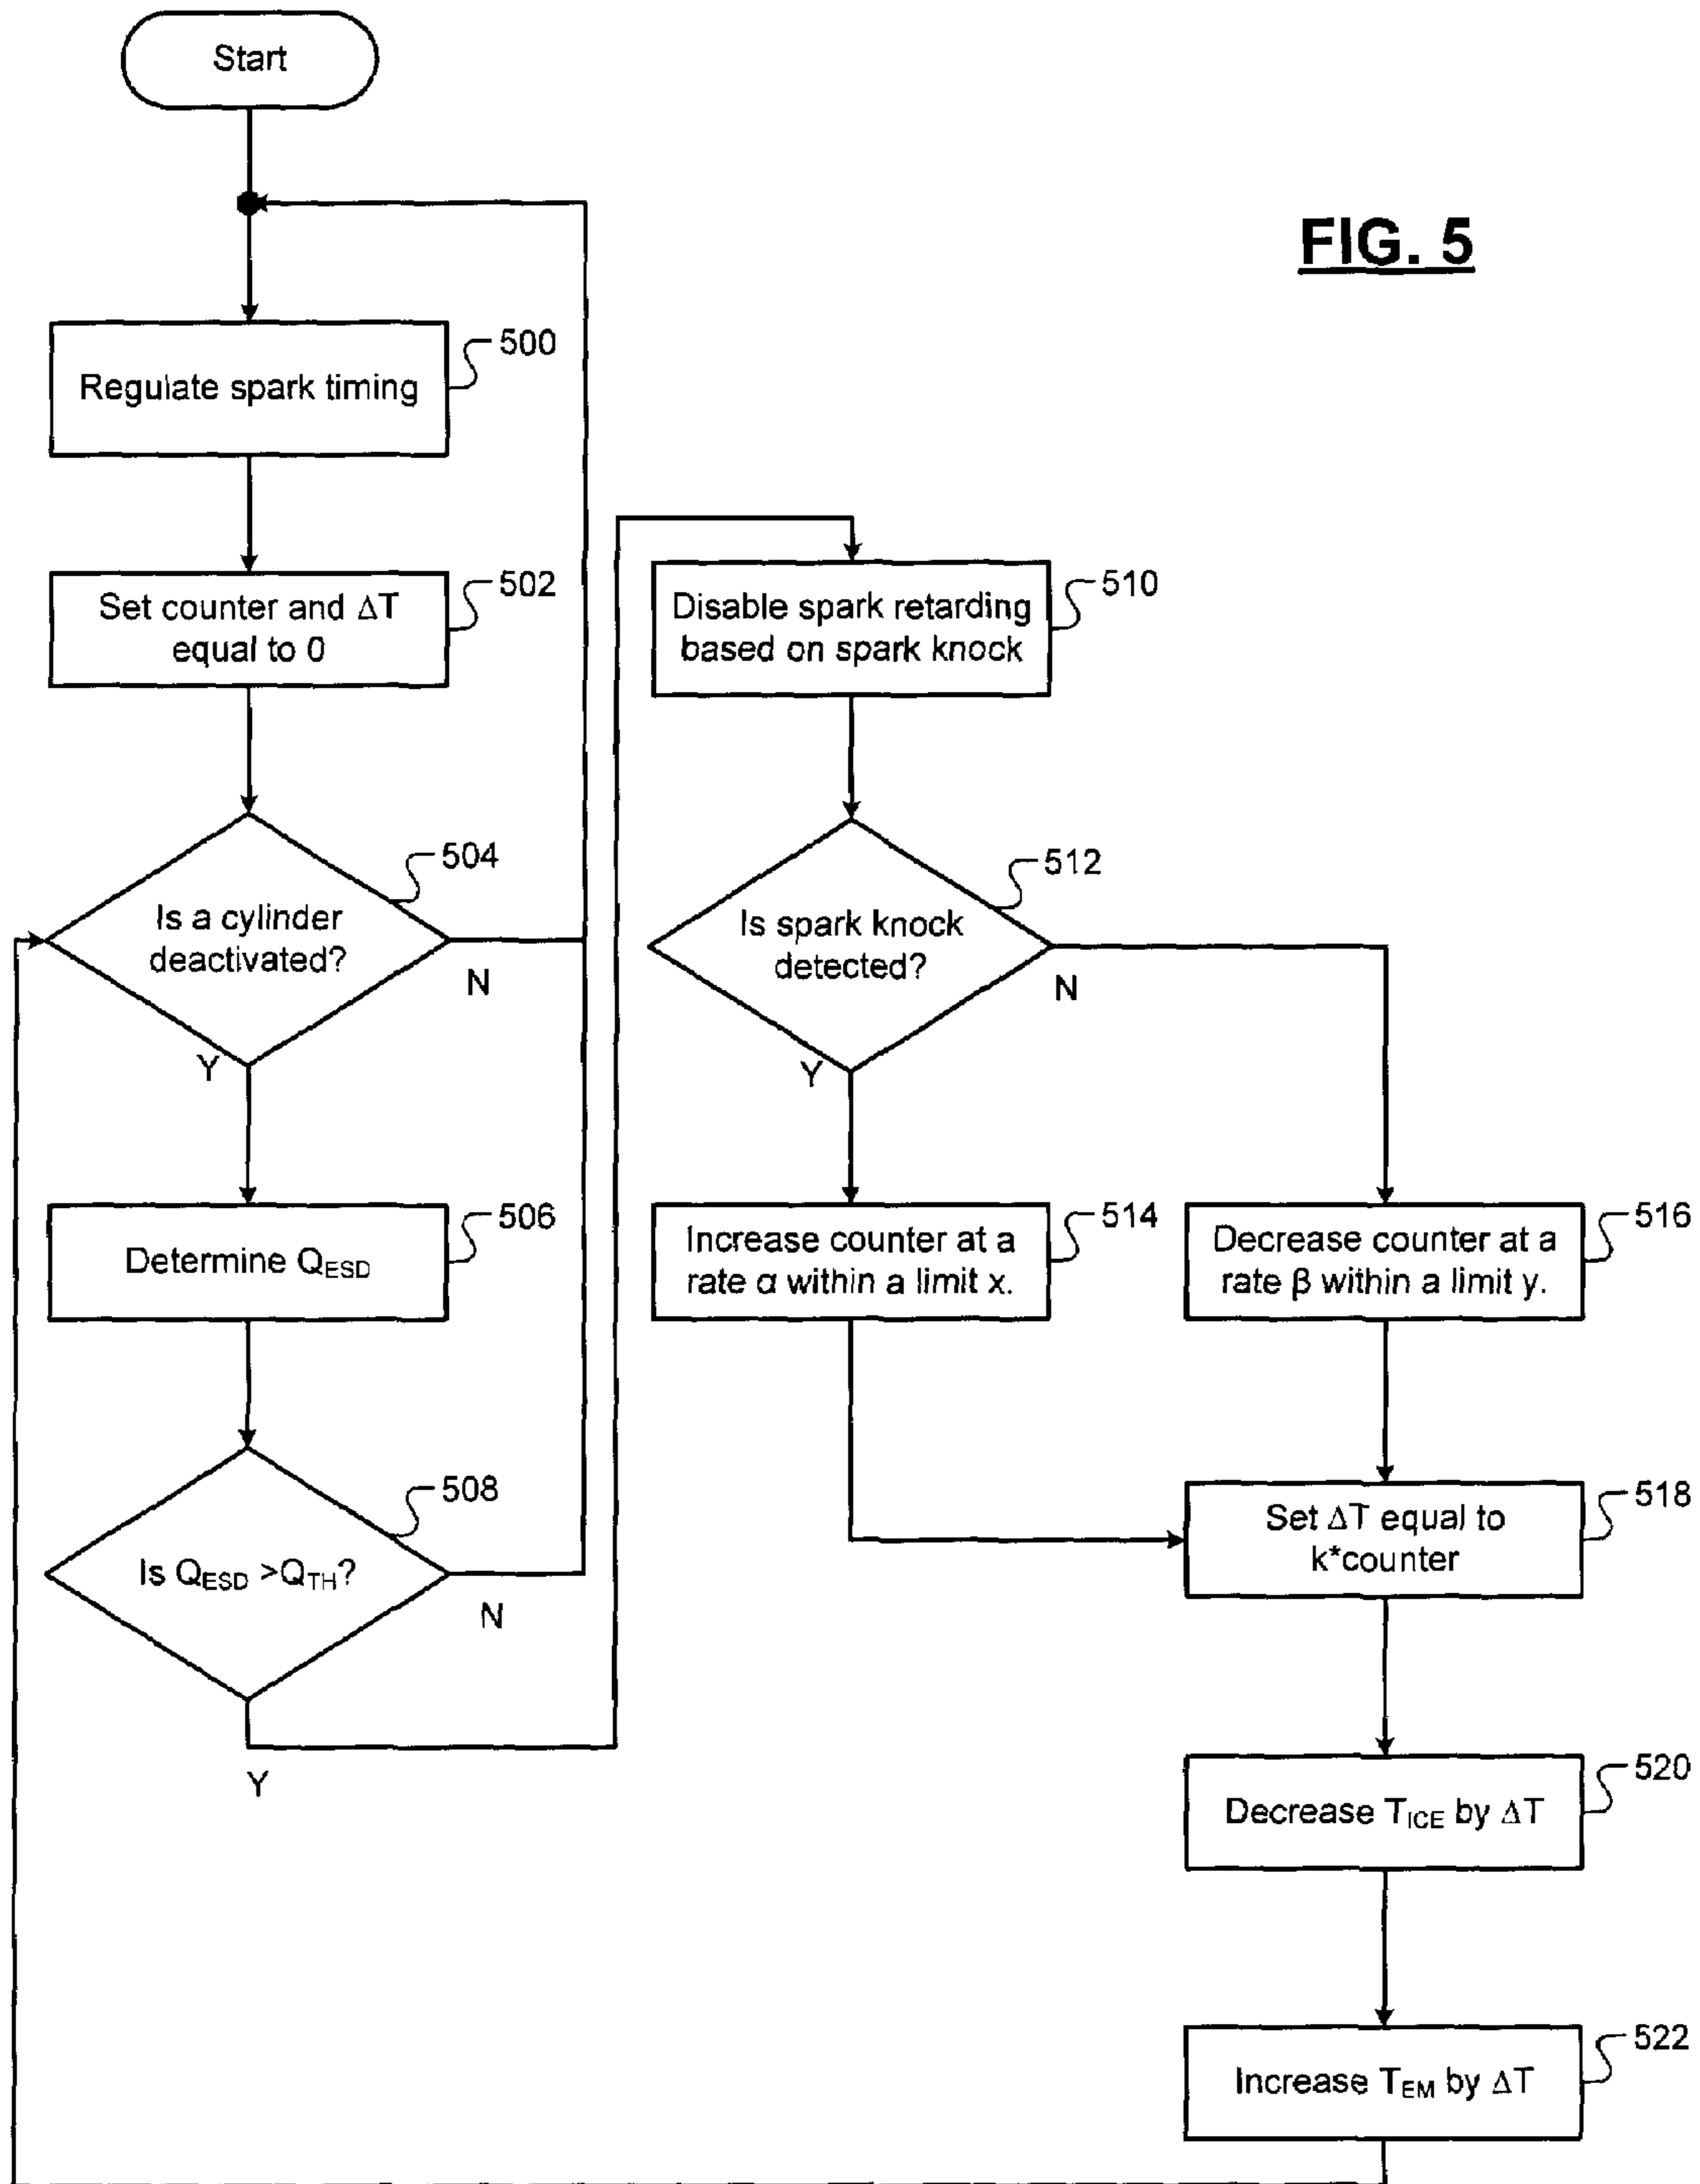 Start
FIG. 5
Regulate spark timing
500
Set counter and ΔT
equal to 0
502
Is a cylinder
deactivated?
504
N
Y
Determine QESD
506
Is QESD >QTH?
508
N
Y
Disable spark retarding
based on spark knock
510
Is spark knock
detected?
512
N
Y
Increase counter at a
rate α within a limit x.
514
Decrease counter at a
rate β within a limit y.
516
Set ΔT equal to
k*counter
518
Decrease TICE by ΔT
520
Increase TEM by ΔT
522